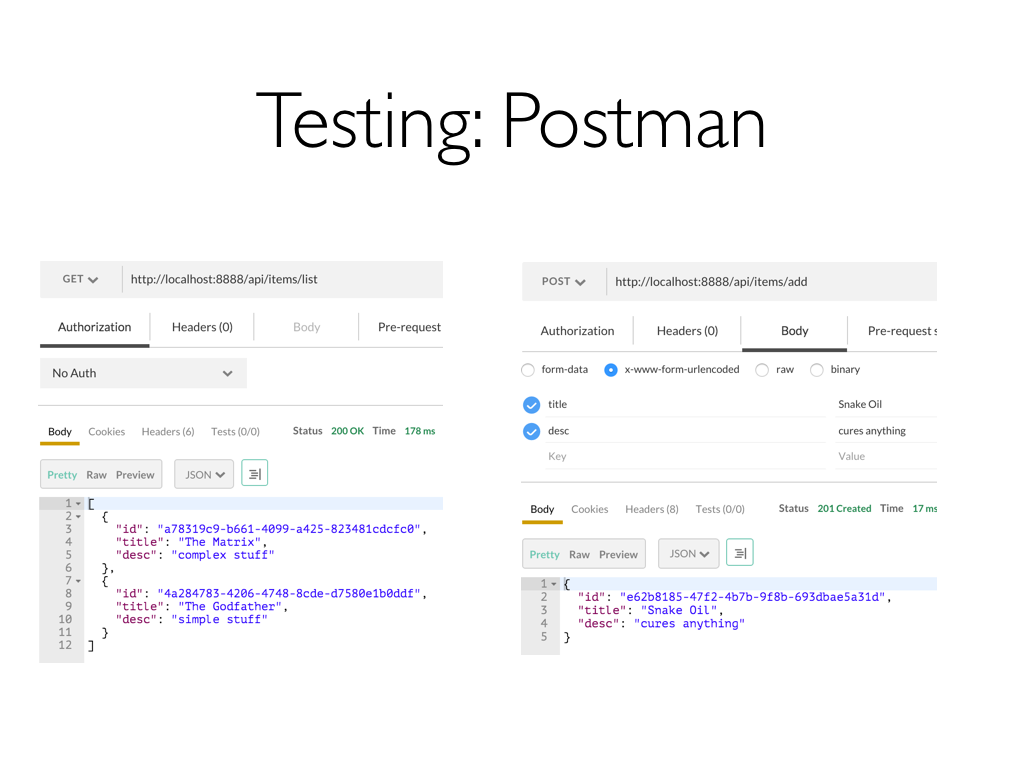 Testing: Postman
GET http://localhost:8888/api/items/list
Authorization Headers (0) Body Pre-request
No Auth
Body Cookies Headers (6) Tests (0/0) Status 200 OK Time 178 ms
Pretty Raw Preview JSON
1 [
2 {
3 "id": "a78319c9-b661-4099-a425-823481cdcfc0",
4 "title": "The Matrix",
5 "desc": "complex stuff"
6 },
7 {
8 "id": "4a284783-4206-4748-8cde-d7580e1b0ddf",
9 "title": "The Godfather",
10 "desc": "simple stuff"
11 }
12 ]
POST http://localhost:8888/api/items/add
Authorization Headers (0) Body Pre-request s
form-data x-www-form-urlencoded raw binary
title Snake Oil
desc cures anything
Key Value
Body Cookies Headers (8) Tests (0/0) Status 201 Created Time 17 ms
Pretty Raw Preview JSON
1 {
2 "id": "e62b8185-47f2-4b7b-9f8b-693dbae5a31d",
3 "title": "Snake Oil",
4 "desc": "cures anything"
5 }